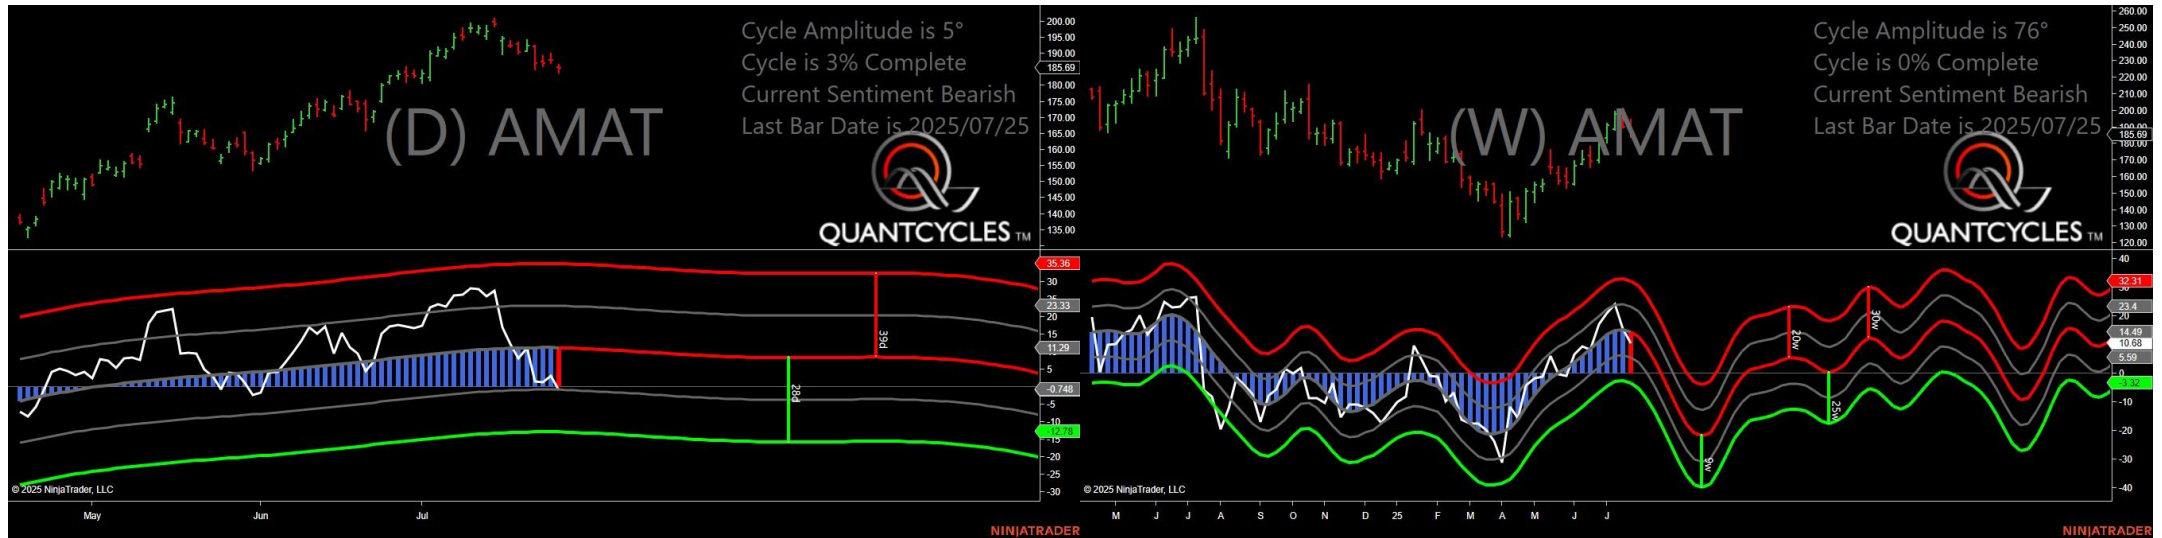 Cycle Amplitude is 5°
Cycle is 3% Complete
Current Sentiment Bearish
Last Bar Date is 2025/07/25
(D) AMAT
QUANTCYCLES TM
200.00
195.00
190.00
185.69
180.00
175.00
170.00
165.00
160.00
155.00
150.00
145.00
140.00
135.00
35.36
30
23.33
20
15
11.29
5
-0.748
-5
-10
-12.78
-15
-20
-25
-30
39d
28d
© 2025 NinjaTrader, LLC
May Jun Jul
NINJATRADER
Cycle Amplitude is 76°
Cycle is 0% Complete
Current Sentiment Bearish
Last Bar Date is 2025/07/25
(W) AMAT
QUANTCYCLES TM
260.00
250.00
240.00
230.00
220.00
210.00
200.00
190.00
185.69
180.00
170.00
160.00
150.00
140.00
130.00
120.00
40
32.31
23.4
20
14.49
10.68
5.59
0
-3.32
-10
-20
-30
-40
20w
30w
25w
9w
© 2025 NinjaTrader, LLC
M J J A S O N D 25 F M A M J J
NINJATRADER